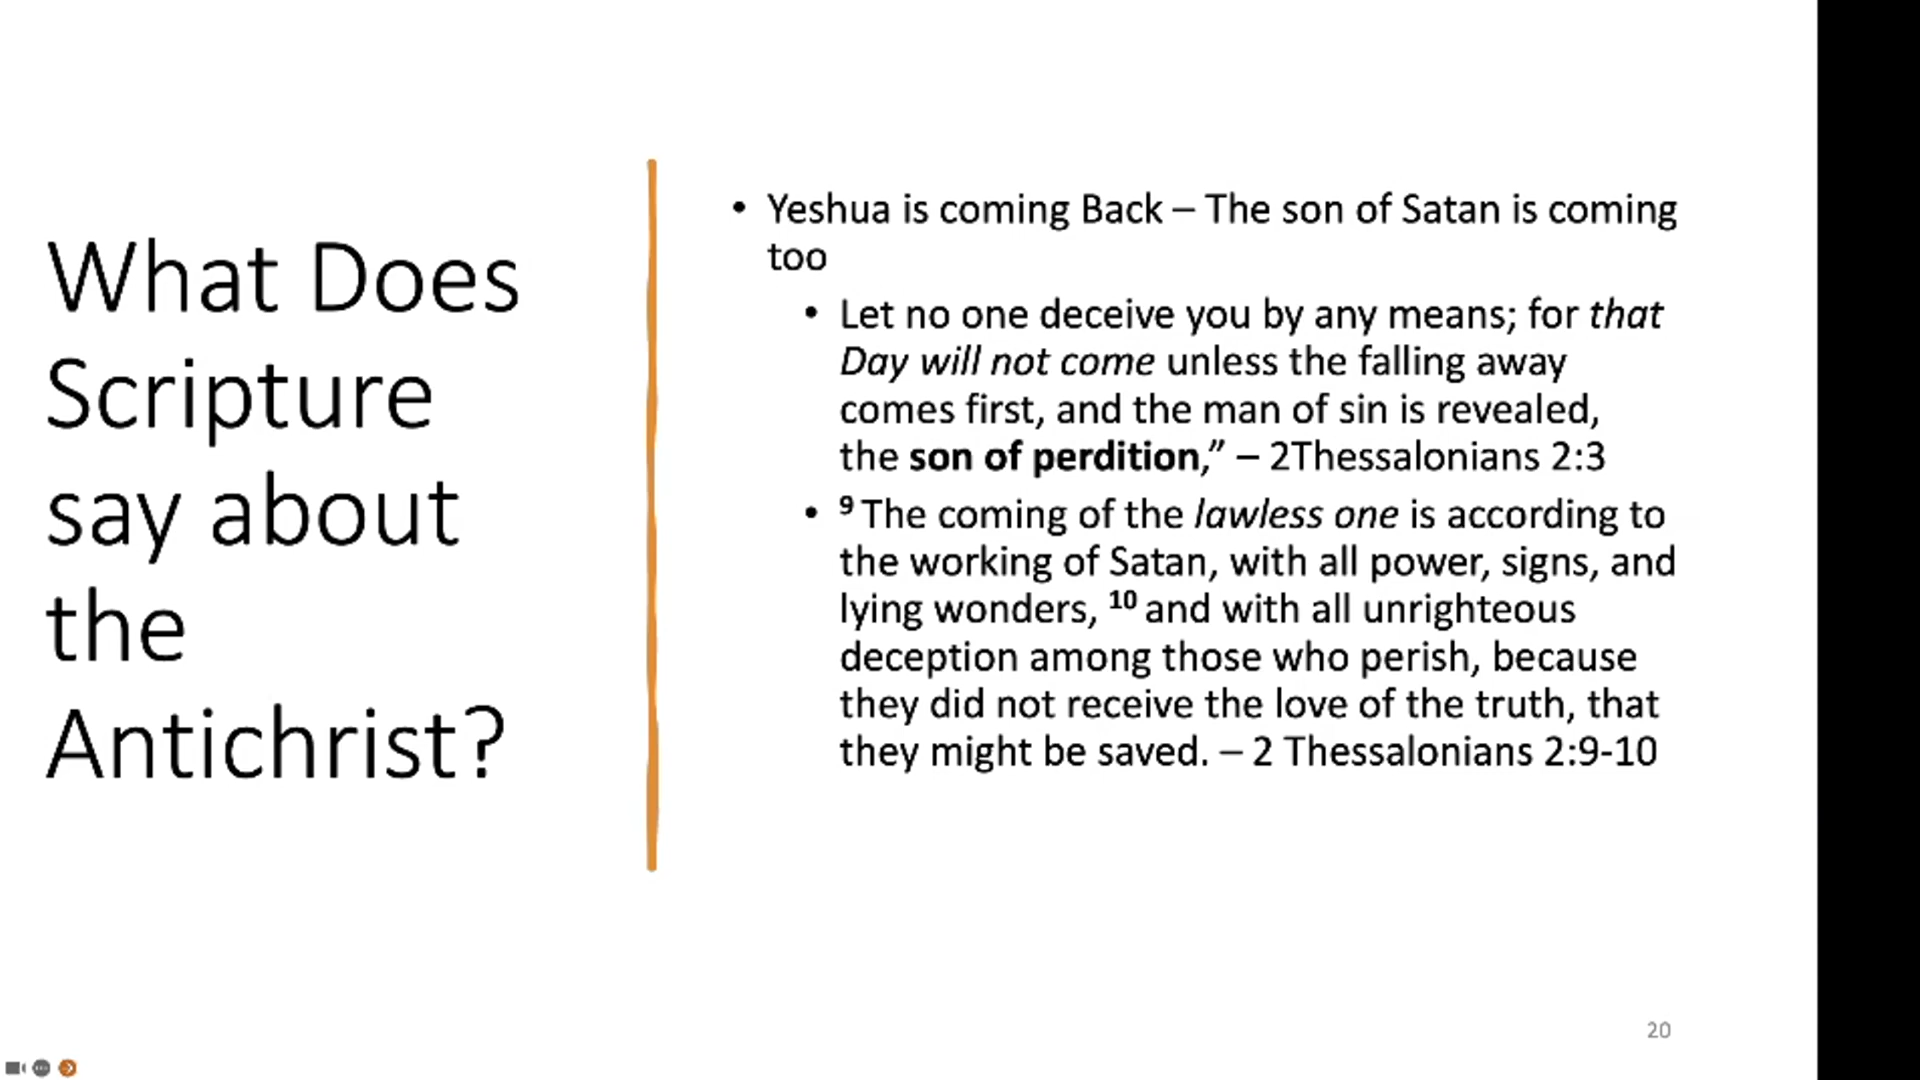 What Does
Scripture
say about
the
Antichrist?
• Yeshua is coming Back – The son of Satan is coming
too
• Let no one deceive you by any means; for that
Day will not come unless the falling away
comes first, and the man of sin is revealed,
the son of perdition,” – 2Thessalonians 2:3
• 9 The coming of the lawless one is according to
the working of Satan, with all power, signs, and
lying wonders, 10 and with all unrighteous
deception among those who perish, because
they did not receive the love of the truth, that
they might be saved. – 2 Thessalonians 2:9-10
20